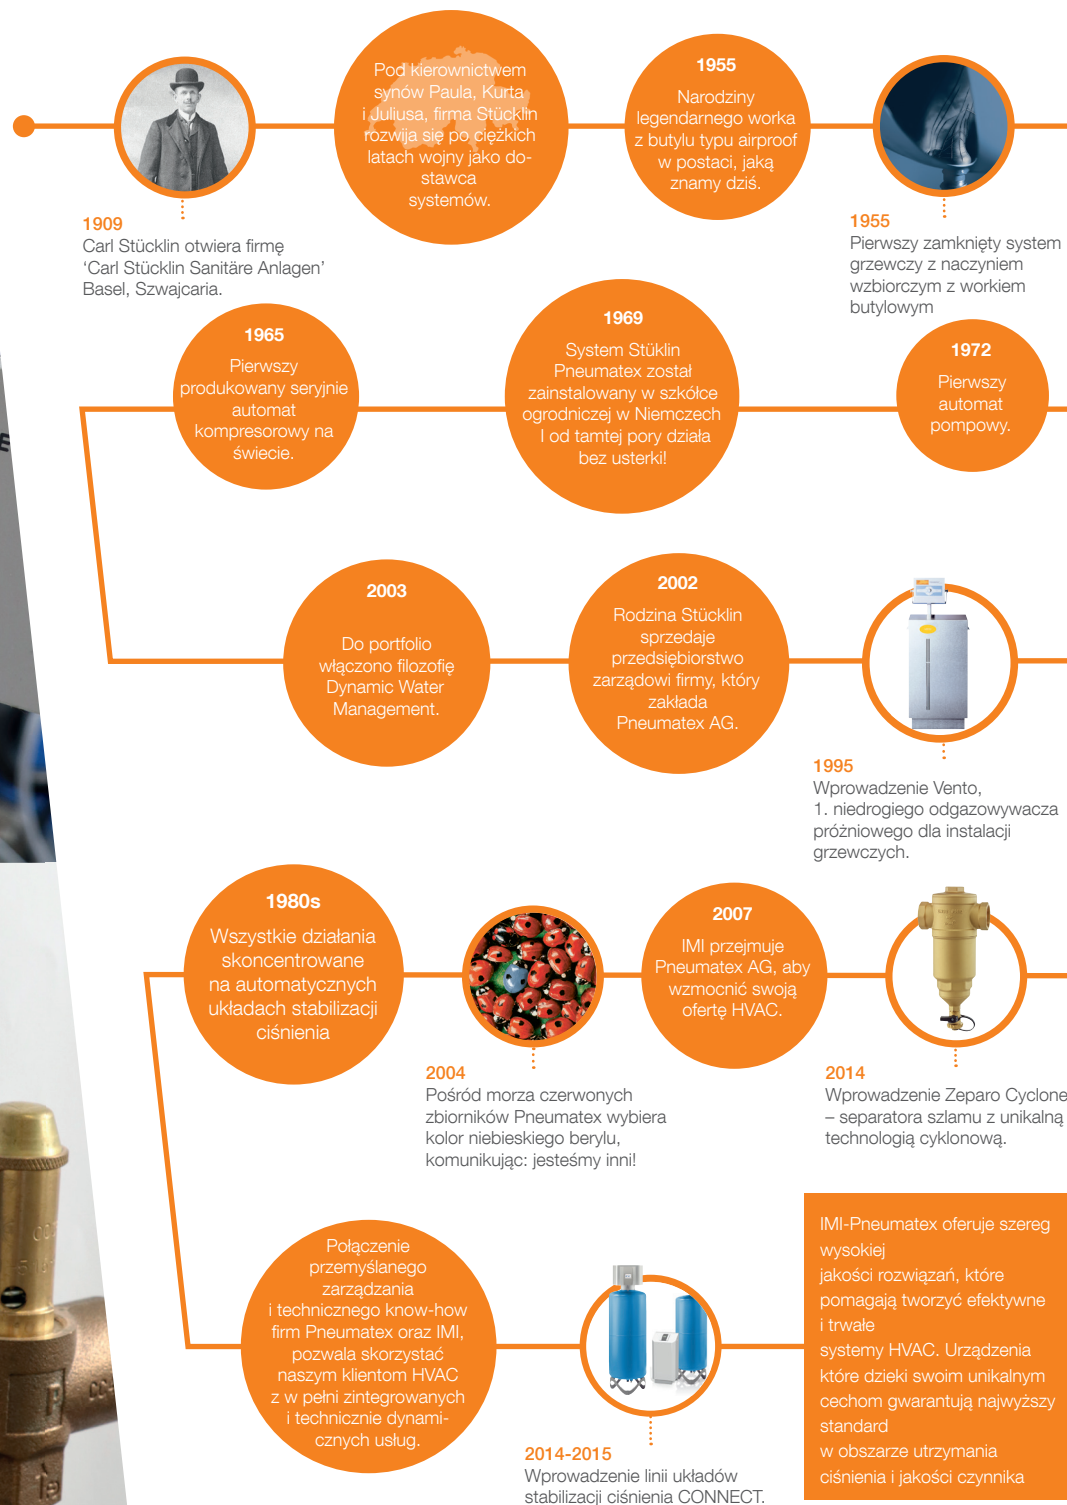 Pod kierownictwem
synów Paula, Kurta
i Juliusa, firma Stücklin
rozwija się po ciężkich
latach wojny jako do-
stawca
systemów.
1955
Narodziny
legendarnego worka
z butylu typu airproof
w postaci, jaką
znamy dziś.
1909
Carl Stücklin otwiera firmę
‘Carl Stücklin Sanitäre Anlagen’
Basel, Szwajcaria.
1955
Pierwszy zamknięty system
grzewczy z naczyniem
wzbiorczym z workiem
butylowym
1965
Pierwszy
produkowany seryjnie
automat
kompresorowy na
świecie.
1969
System Stüklin
Pneumatex został
zainstalowany w szkółce
ogrodniczej w Niemczech
I od tamtej pory działa
bez usterki!
1972
Pierwszy
automat
pompowy.
2003
Do portfolio
włączono filozofię
Dynamic Water
Management.
2002
Rodzina Stücklin
sprzedaje
przedsiębiorstwo
zarządowi firmy, który
zakłada
Pneumatex AG.
1995
Wprowadzenie Vento,
1. niedrogiego odgazowywacza
próżniowego dla instalacji
grzewczych.
1980s
Wszystkie działania
skoncentrowane
na automatycznych
układach stabilizacji
ciśnienia
2004
Pośród morza czerwonych
zbiorników Pneumatex wybiera
kolor niebieskiego berylu,
komunikując: jesteśmy inni!
2007
IMI przejmuje
Pneumatex AG, aby
wzmocnić swoją
ofertę HVAC.
2014
Wprowadzenie Zeparo Cyclone
– separatora szlamu z unikalną
technologią cyklonową.
Połączenie
przemyślanego
zarządzania
i technicznego know-how
firm Pneumatex oraz IMI,
pozwala skorzystać
naszym klientom HVAC
z w pełni zintegrowanych
i technicznie dynami-
cznych usług.
2014-2015
Wprowadzenie linii układów
stabilizacji ciśnienia CONNECT.
IMI-Pneumatex oferuje szereg
wysokiej
jakości rozwiązań, które
pomagają tworzyć efektywne
i trwałe
systemy HVAC. Urządzenia
które dzieki swoim unikalnym
cechom gwarantują najwyższy
standard
w obszarze utrzymania
ciśnienia i jakości czynnika